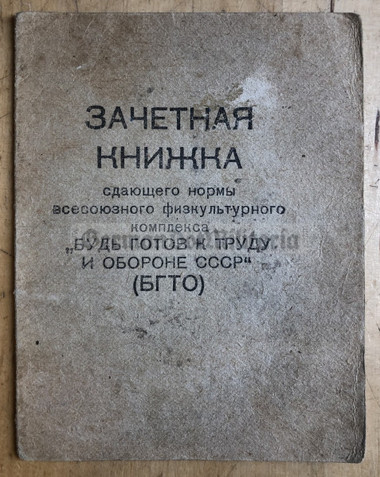 ЗАЧЕТНАЯ
КНИЖКА
сдающего нормы
всесоюзного физкультурного
комплекса
„БУДЬ ГОТОВ К ТРУДУ
И ОБОРОНЕ СССР“
(БГТО)